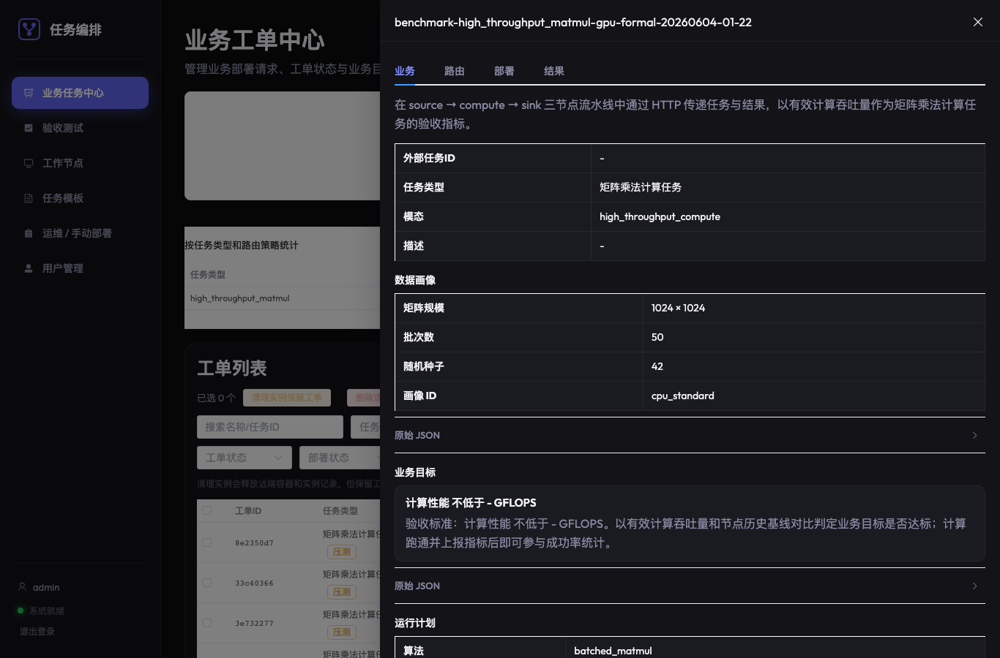 任务编排
业务任务中心
验收测试
工作节点
任务模板
运维 / 手动部署
用户管理
admin
系统就绪
退出登录
业务工单中心
管理业务部署请求、工单状态与业务目
按任务类型和路由策略统计
任务类型
high_throughput_matmul
工单列表
已选 0 个
清理实例保留工单
删除选
搜索名称/任务ID
任务
工单状态
部署状态
清理实例会释放远端容器和实例记录，但保留工
工单ID
任务类型
8e2350d7
矩阵乘法计算任
压测
33c40366
矩阵乘法计算任
压测
3e732277
矩阵乘法计算任
压测
矩阵乘法计算任
benchmark-high_throughput_matmul-gpu-formal-20260604-01-22
业务
路由
部署
结果
在 source → compute → sink 三节点流水线中通过 HTTP 传递任务与结果，以有效计算吞吐量作为矩阵乘法计算任
务的验收指标。
外部任务ID
-
任务类型
矩阵乘法计算任务
模态
high_throughput_compute
描述
-
数据画像
矩阵规模
1024 × 1024
批次数
50
随机种子
42
画像 ID
cpu_standard
原始 JSON
业务目标
计算性能 不低于 - GFLOPS
验收标准：计算性能 不低于 - GFLOPS。以有效计算吞吐量和节点历史基线对比判定业务目标是否达标；计算
跑通并上报指标后即可参与成功率统计。
原始 JSON
运行计划
算法
batched_matmul